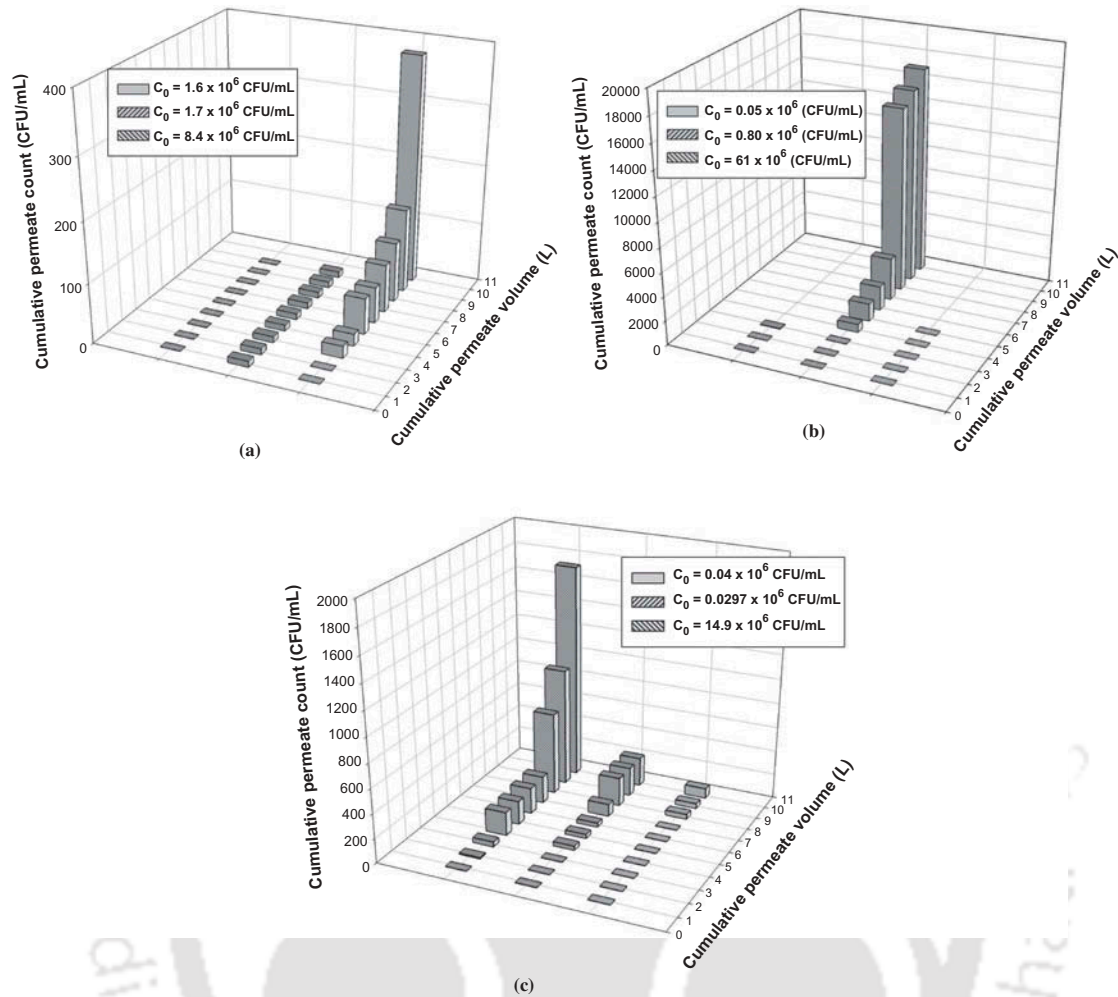 Cumulative permeate count (CFU/mL)
400
300
200
100
0
C0 = 1.6 x 10^6 CFU/mL
C0 = 1.7 x 10^6 CFU/mL
C0 = 8.4 x 10^6 CFU/mL
0 1 2 3 4 5 6 7 8 9 10 11
Cumulative permeate volume (L)
(a)
Cumulative permeate count (CFU/mL)
20000
18000
16000
14000
12000
10000
8000
6000
4000
2000
0
C0 = 0.05 x 10^6 (CFU/mL)
C0 = 0.80 x 10^6 (CFU/mL)
C0 = 61 x 10^6 (CFU/mL)
0 1 2 3 4 5 6 7 8 9 10 11
Cumulative permeate volume (L)
(b)
Cumulative permeate count (CFU/mL)
2000
1800
1600
1400
1200
1000
800
600
400
200
0
C0 = 0.04 x 10^6 CFU/mL
C0 = 0.0297 x 10^6 CFU/mL
C0 = 14.9 x 10^6 CFU/mL
0 1 2 3 4 5 6 7 8 9 10 11
Cumulative permeate volume (L)
(c)